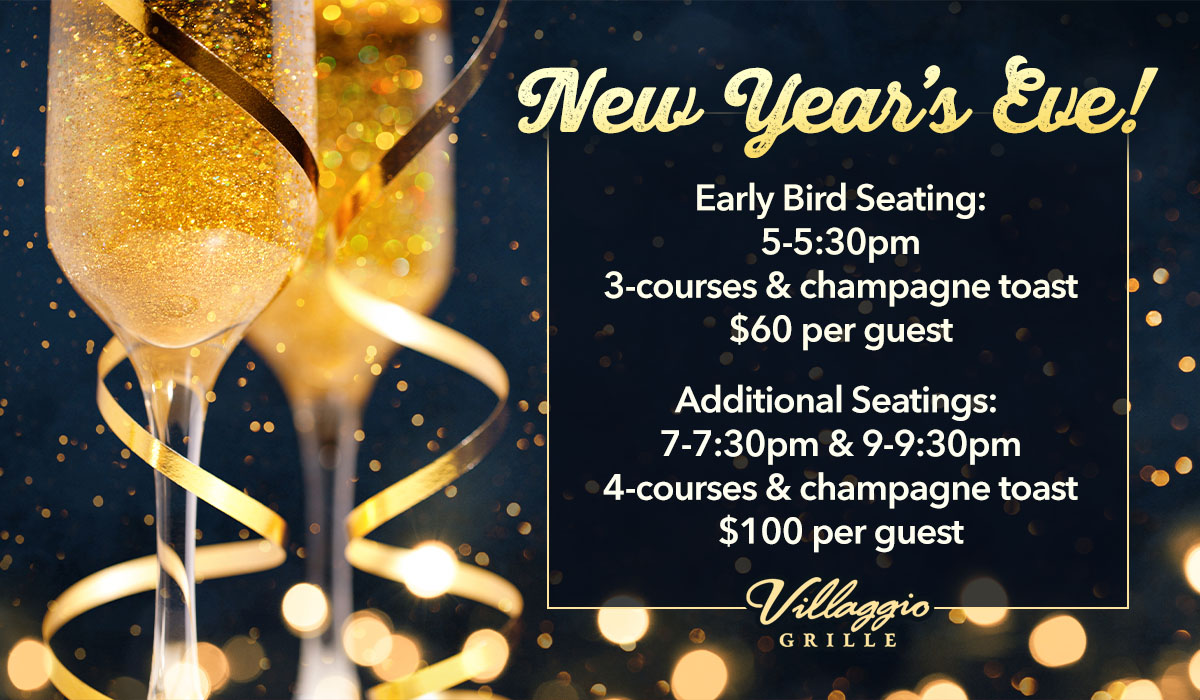 New Year's Eve!
Early Bird Seating:
5-5:30pm
3-courses & champagne toast
$60 per guest
Additional Seatings:
7-7:30pm & 9-9:30pm
4-courses & champagne toast
$100 per guest
Villaggio
GRILLE